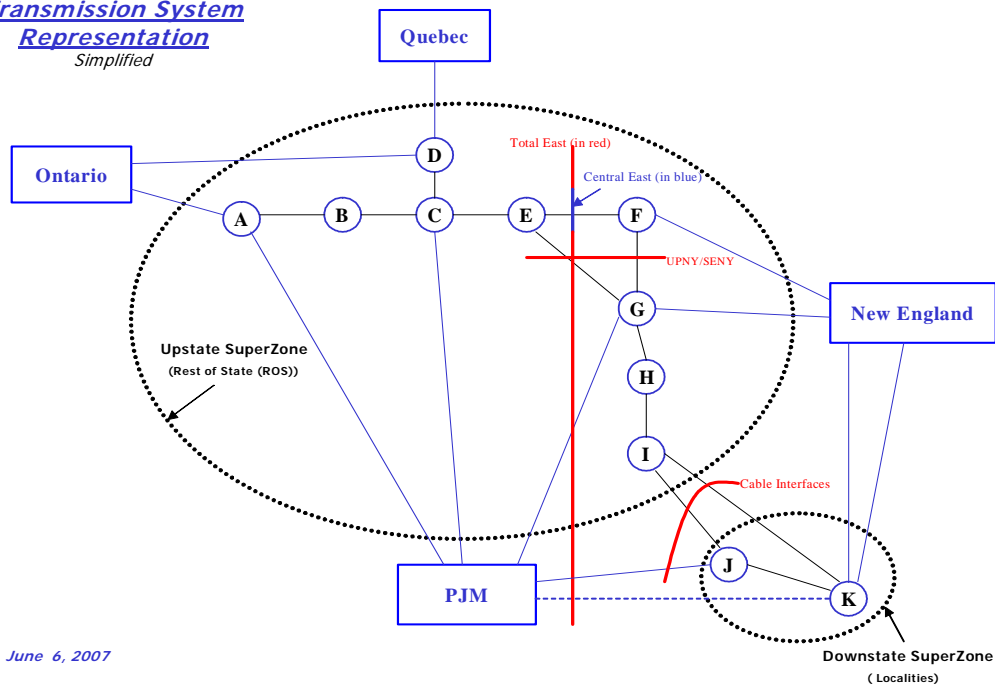 Transmission System
Representation
Simplified
Quebec
Ontario
D
Total East (in red)
Central East (in blue)
A
B
C
E
F
UPNY/SENY
G
New England
Upstate SuperZone
(Rest of State (ROS))
H
I
Cable Interfaces
J
PJM
K
June 6, 2007
Downstate SuperZone
( Localities)